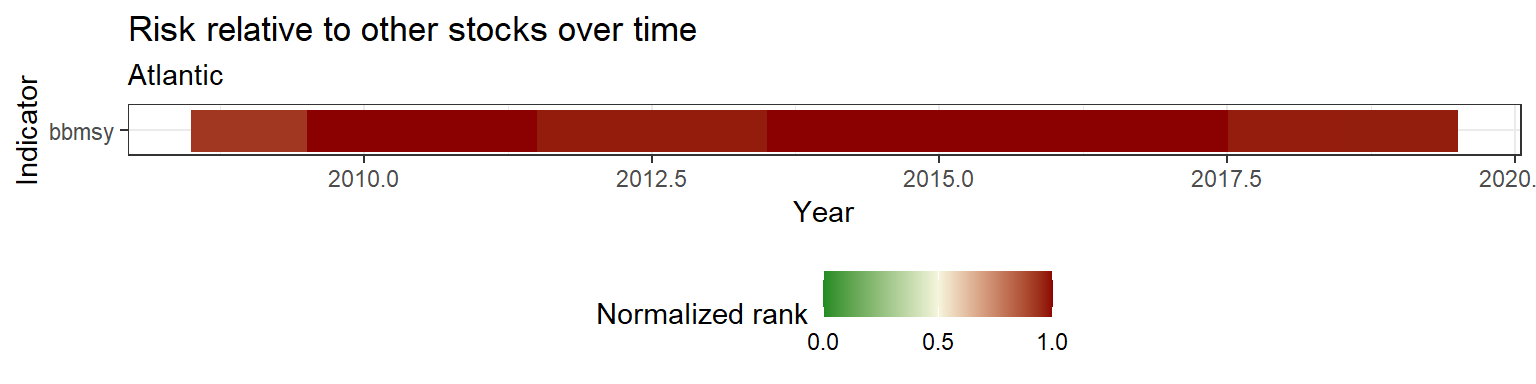 Risk relative to other stocks over time
Atlantic
Indicator
bbmsy
2010.0 2012.5 2015.0 2017.5 2020.
Year
Normalized rank
0.0 0.5 1.0